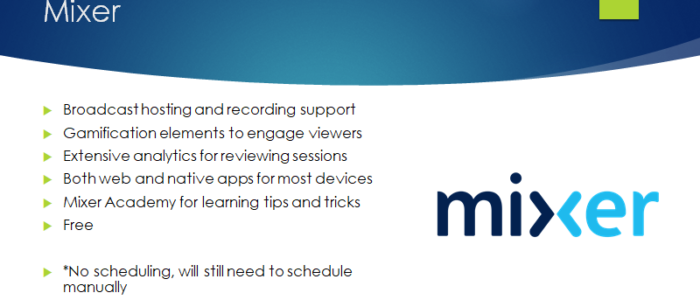 Mixer
Broadcast hosting and recording support
Gamification elements to engage viewers
Extensive analytics for reviewing sessions
Both web and native apps for most devices
Mixer Academy for learning tips and tricks
Free
*No scheduling, will still need to schedule
manually
mixer